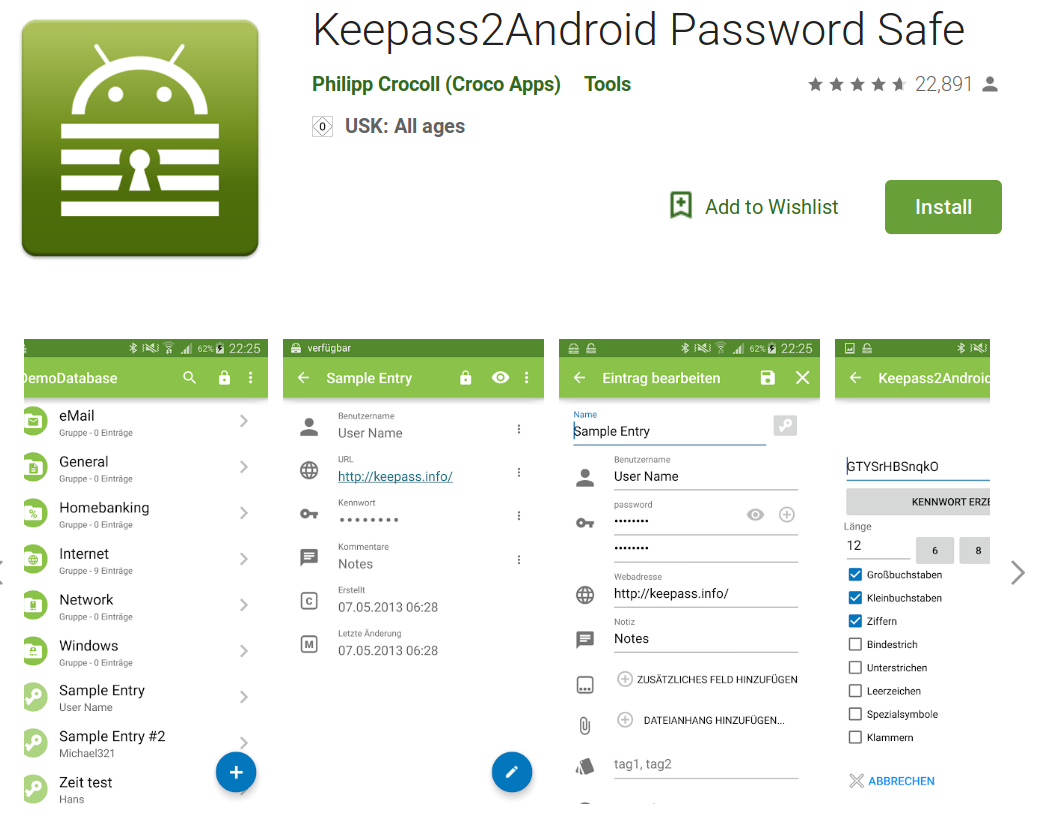 Keepass2Android Password Safe
Philipp Crocoll (Croco Apps) Tools
22,891
0 USK: All ages
Add to Wishlist
Install
62% 22:25
DemoDatabase
eMail
Gruppe - 0 Einträge
General
Gruppe - 0 Einträge
Homebanking
Gruppe - 0 Einträge
Internet
Gruppe - 9 Einträge
Network
Gruppe - 0 Einträge
Windows
Gruppe - 0 Einträge
Sample Entry
User Name
Sample Entry #2
Michael321
Zeit test
Hans
verfügbar
Sample Entry
Benutzername
User Name
URL
http://keepass.info/
Kennwort
••••••••
Kommentare
Notes
Erstellt
C
07.05.2013 06:28
Letzte Änderung
M
07.05.2013 06:28
62% 22:25
Eintrag bearbeiten
Name
Sample Entry
Benutzername
User Name
password
••••••••
••••••••
Webadresse
http://keepass.info/
Notiz
Notes
ZUSÄTZLICHES FELD HINZUFÜGEN
DATEIANHANG HINZUFÜGEN...
tag1, tag2
Keepass2Android
GTYSrHBSnqkO
KENNWORT ERZE
Länge
12
6 8
Großbuchstaben
Kleinbuchstaben
Ziffern
Bindestrich
Unterstrichen
Leerzeichen
Spezialsymbole
Klammern
ABBRECHEN